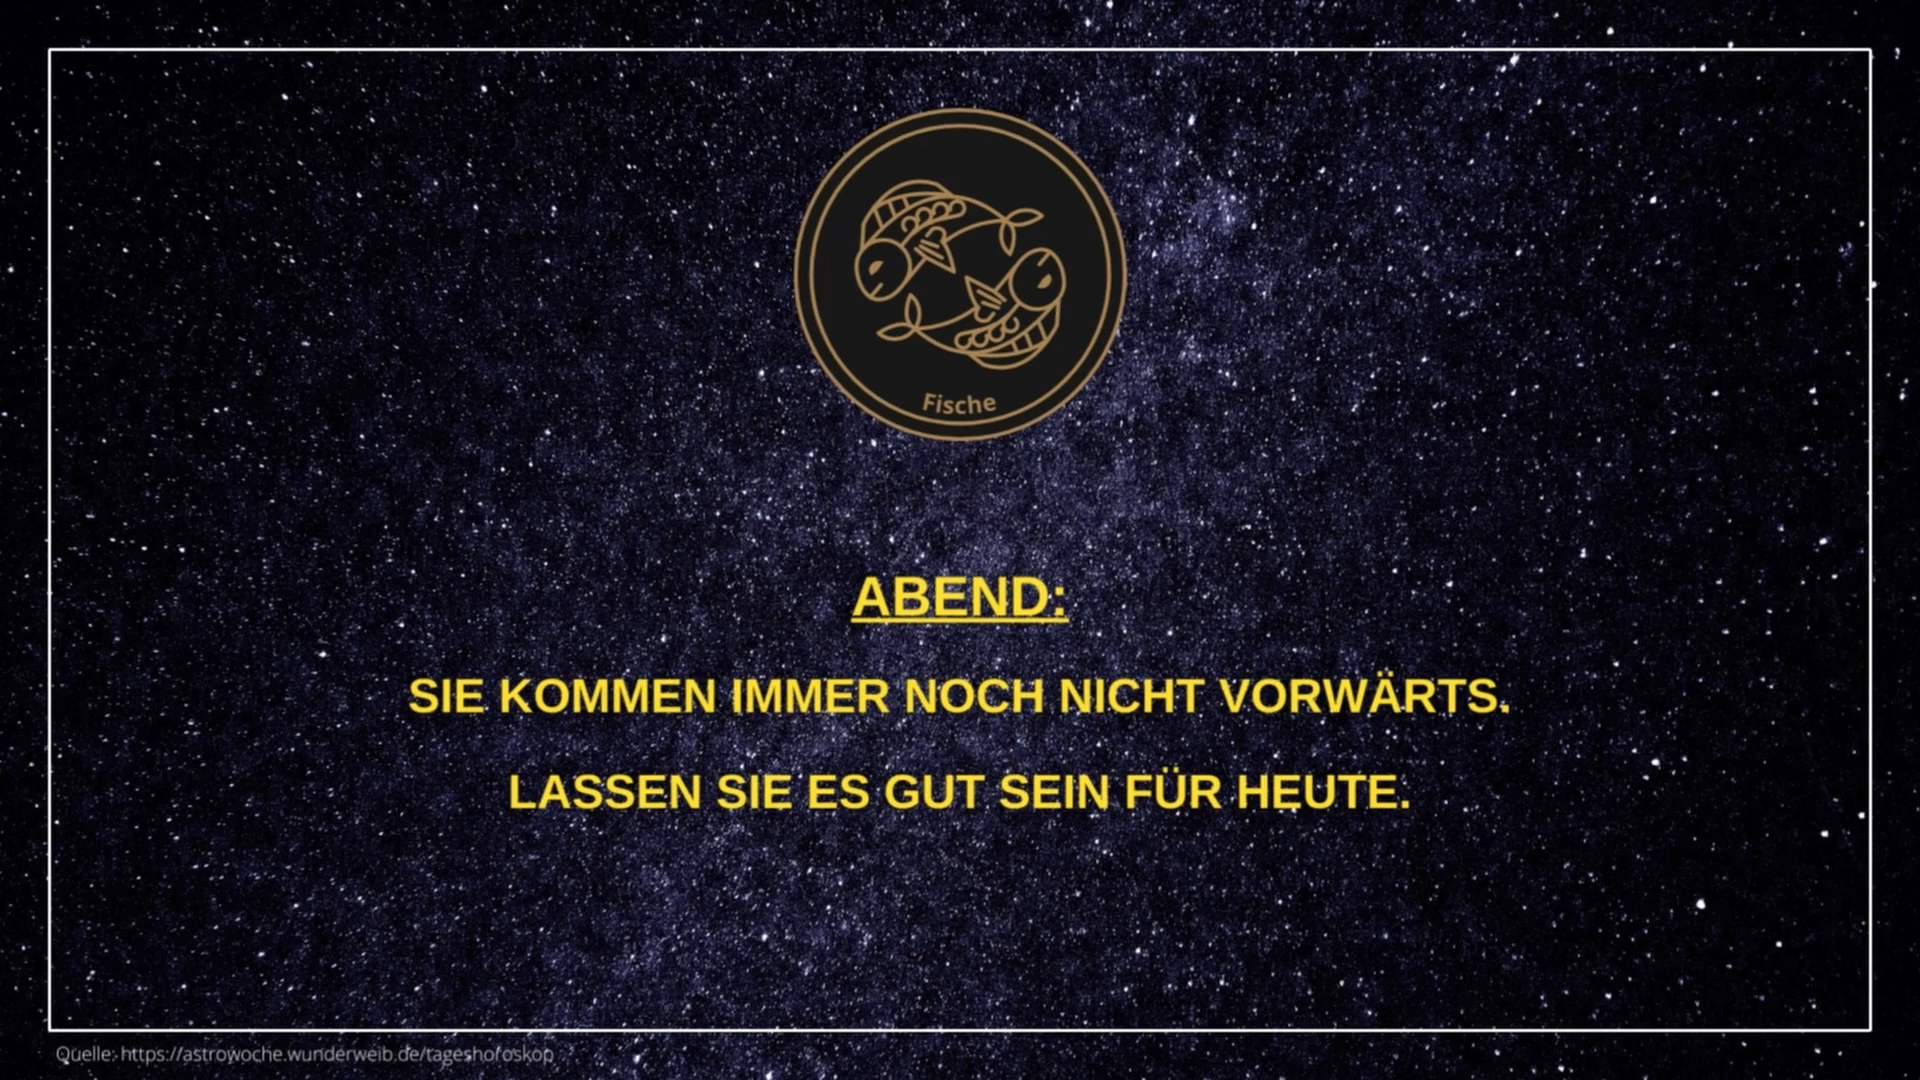 Fische
ABEND:
SIE KOMMEN IMMER NOCH NICHT VORWÄRTS.
LASSEN SIE ES GUT SEIN FÜR HEUTE.
Quelle: https://astrowoche.wunderweib.de/tageshoroskop